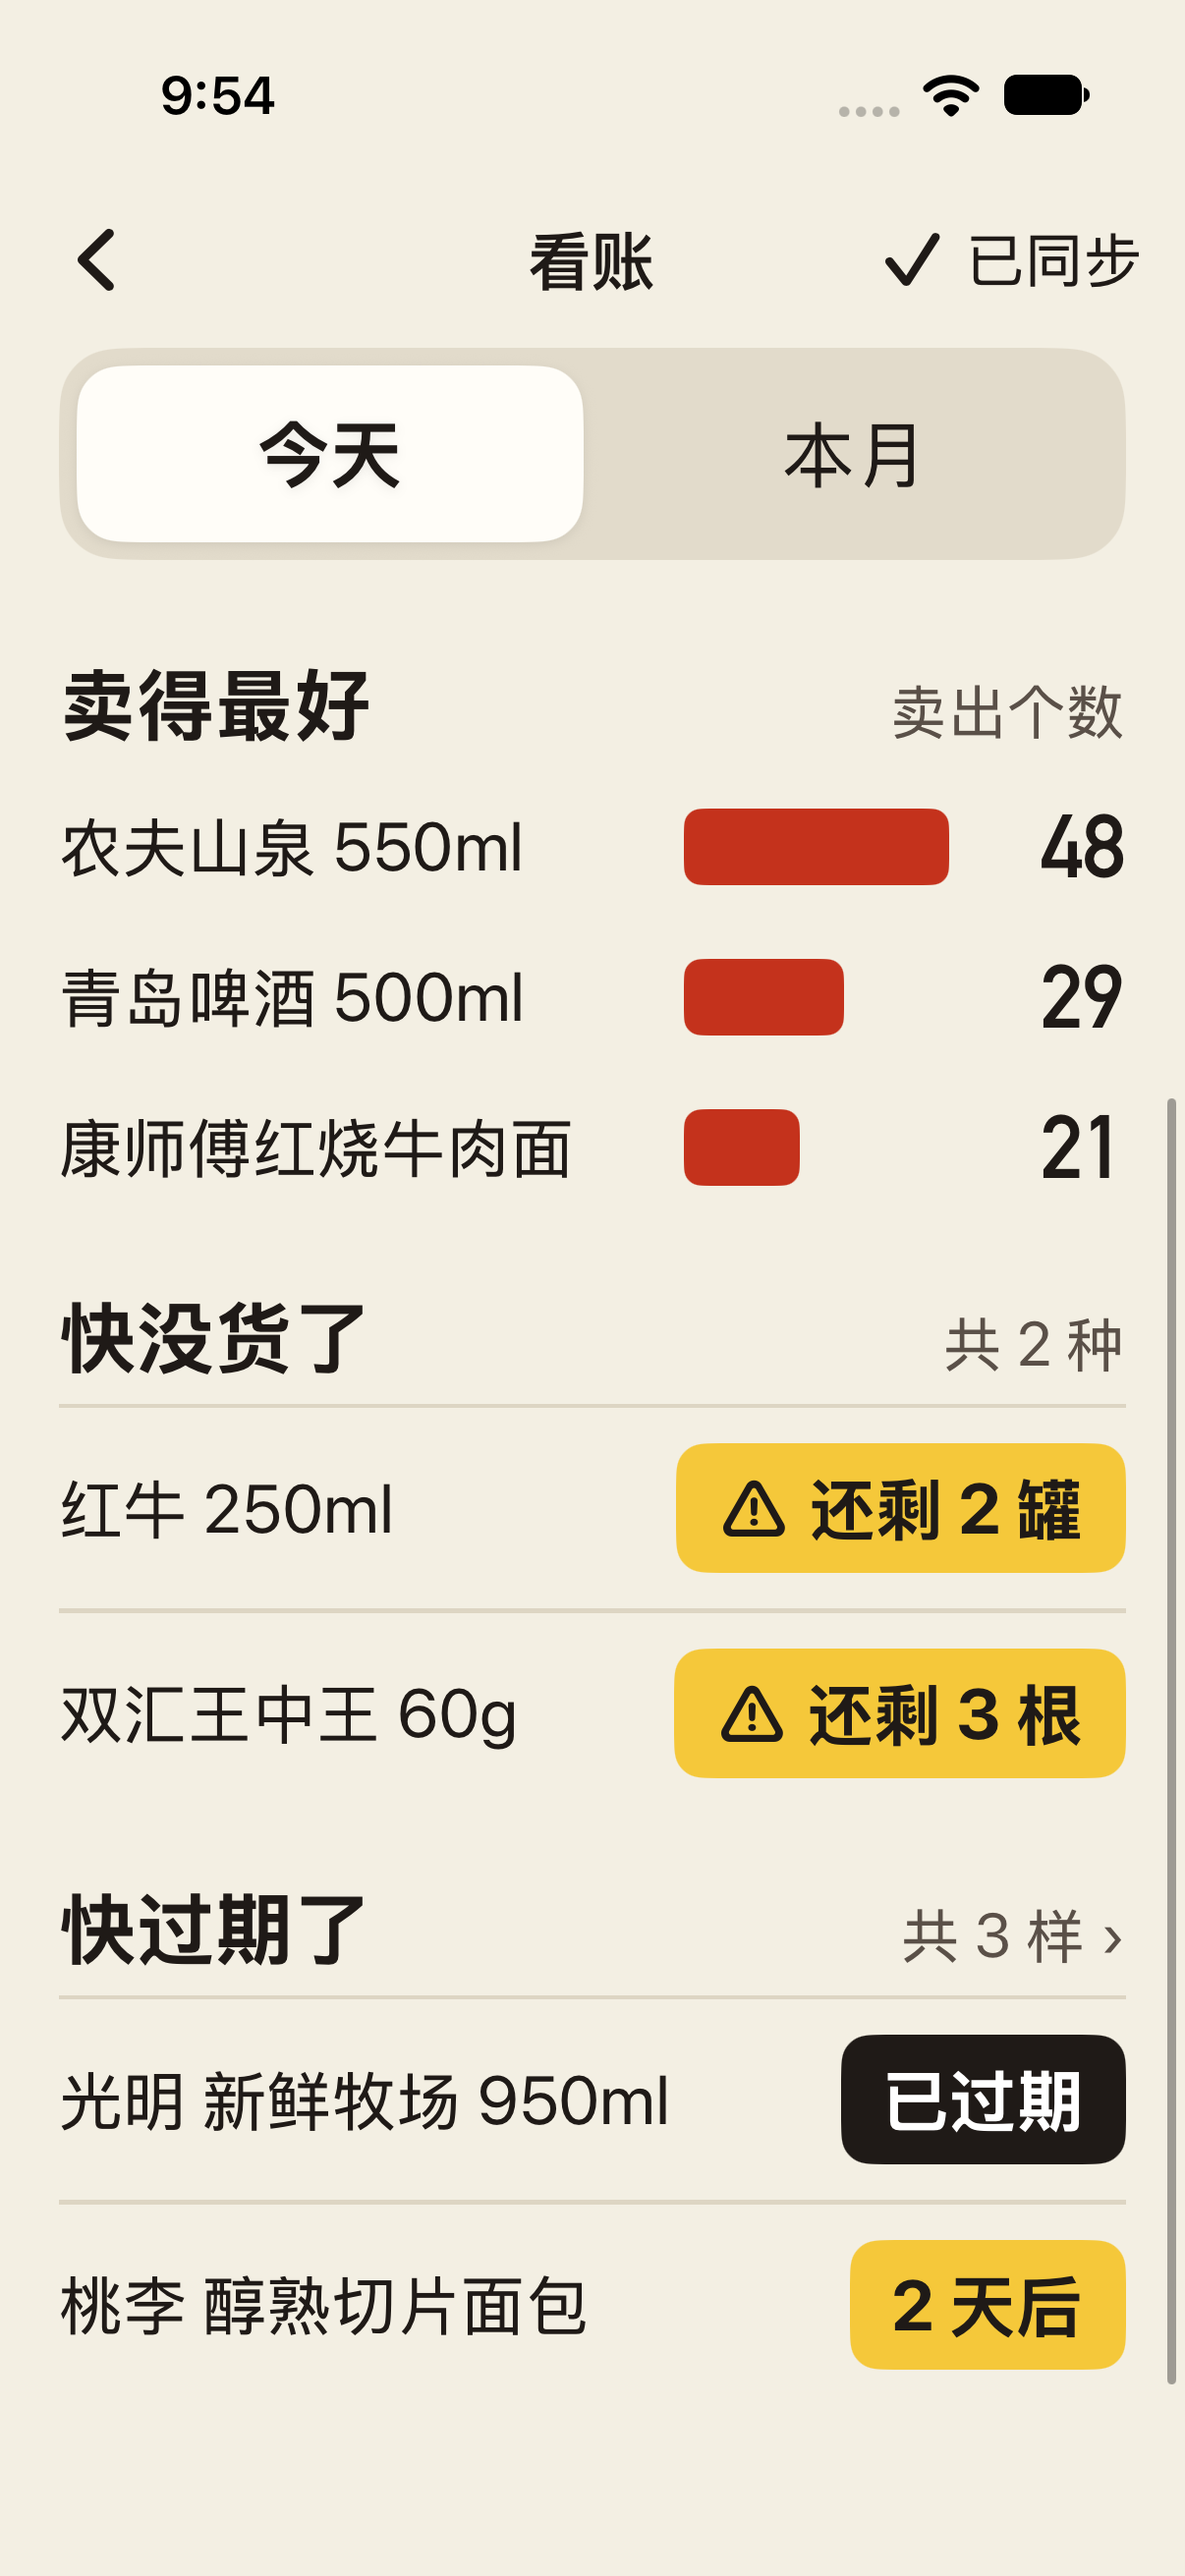 9:54
看账
已同步
今天
本月
卖得最好
卖出个数
农夫山泉 550ml
48
青岛啤酒 500ml
29
康师傅红烧牛肉面
21
快没货了
共 2 种
红牛 250ml
还剩 2 罐
双汇王中王 60g
还剩 3 根
快过期了
共 3 样 ›
光明 新鲜牧场 950ml
已过期
桃李 醇熟切片面包
2 天后